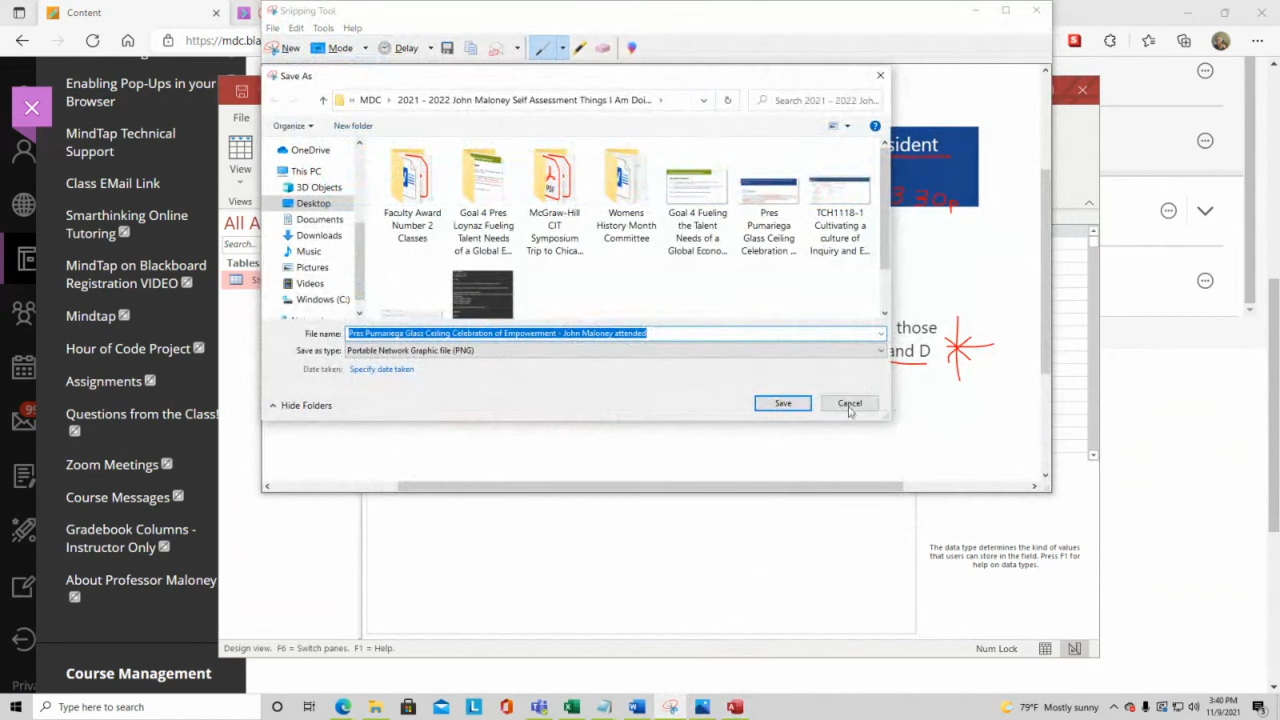 Content
https://mdc.bla
Enabling Pop-Ups in your
Browser
MindTap Technical
Support
Class EMail Link
Smarthinking Online
Tutoring
MindTap on Blackboard
Registration VIDEO
Mindtap
Hour of Code Project
Assignments
Questions from the Class!
Zoom Meetings
Course Messages
Gradebook Columns -
Instructor Only
About Professor Maloney
Course Management
File
View
Views
All A
Search...
Tables
Snipping Tool
File Edit Tools Help
New Mode Delay
Save As
« MDC > 2021 - 2022 John Maloney Self Assessment Things I Am Doi... >
Search 2021 - 2022 John Maloney...
Organize New folder
OneDrive
This PC
3D Objects
Desktop
Documents
Downloads
Music
Pictures
Videos
Windows (C:)
Faculty Award
Number 2
Classes
Goal 4 Pres
Loynaz Fueling
Talent Needs
of a Global E...
McGraw-Hill
CIT
Symposium
Trip to Chica...
Womens
History Month
Committee
Goal 4 Fueling
the Talent
Needs of a
Global Econo...
Pres
Pumariega
Glass Ceiling
Celebration ...
TCH1118-1
Cultivating a
culture of
Inquiry and E...
File name: Pres Pumariega Glass Ceiling Celebration of Empowerment - John Maloney attended
Save as type: Portable Network Graphic file (PNG)
Date taken: Specify date taken
Hide Folders
Save
Cancel
sident
3.30p
those
and D
The data type determines the kind of values
that users can store in the field. Press F1 for
help on data types.
Design view. F6 = Switch panes. F1 = Help.
Num Lock
Type here to search
79°F Mostly sunny
3:40 PM
11/9/2021